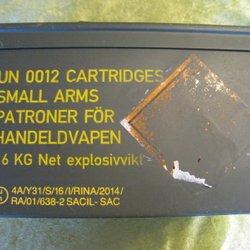 UN 0012 CARTRIDGES
SMALL ARMS
PATRONER FÖR
HANDELDVAPEN
6 KG Net explosivvikt
4A/Y31/S/16/I/RINA/2014/
RA/01/638-2 SACIL- SAC